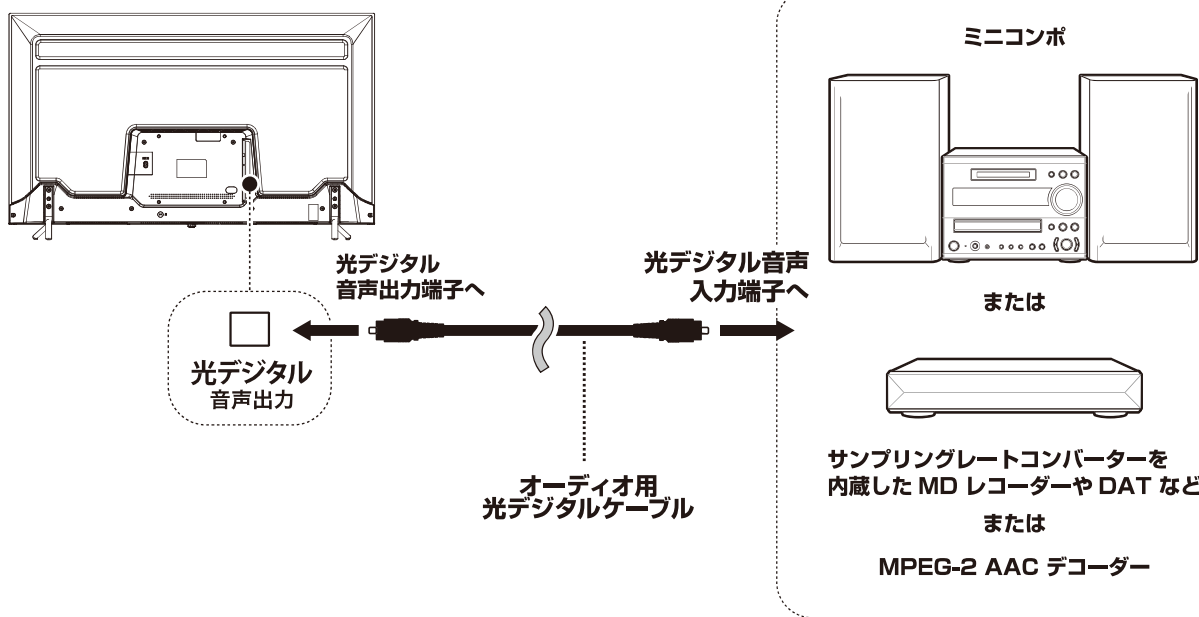 ミニコンポ
光デジタル
音声出力端子へ
光デジタル音声
入力端子へ
または
光デジタル
音声出力
オーディオ用
光デジタルケーブル
サンプリングレートコンバーターを
内蔵した MD レコーダーや DAT など
または
MPEG-2 AAC デコーダー